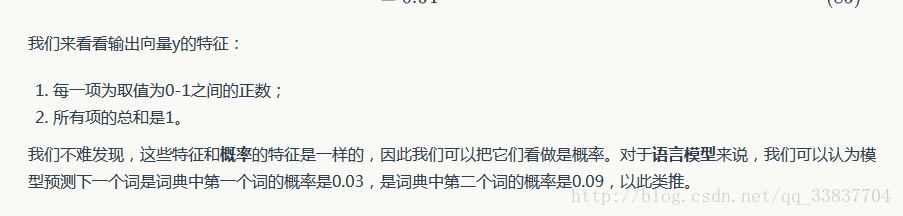 我们来看看输出向量y的特征：
1. 每一项为取值为0-1之间的正数；
2. 所有项的总和是1。
我们不难发现，这些特征和概率的特征是一样的，因此我们可以把它们看做是概率。对于语言模型来说，我们可以认为模
型预测下一个词是词典中第一个词的概率是0.03，是词典中第二个词的概率是0.09，以此类推。
http://blog.csdn.net/qq_33837704